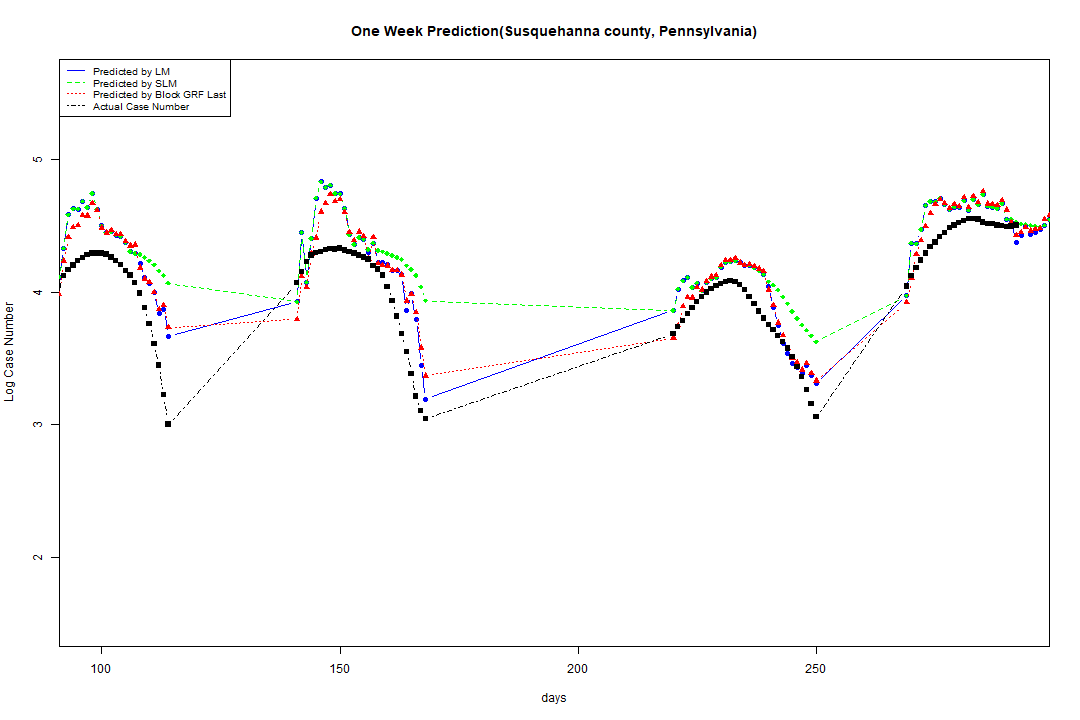 One Week Prediction(Susquehanna county, Pennsylvania)
Predicted by LM
Predicted by SLM
Predicted by Block GRF Last
Actual Case Number
5
4
3
2
Log Case Number
100 150 200 250
days